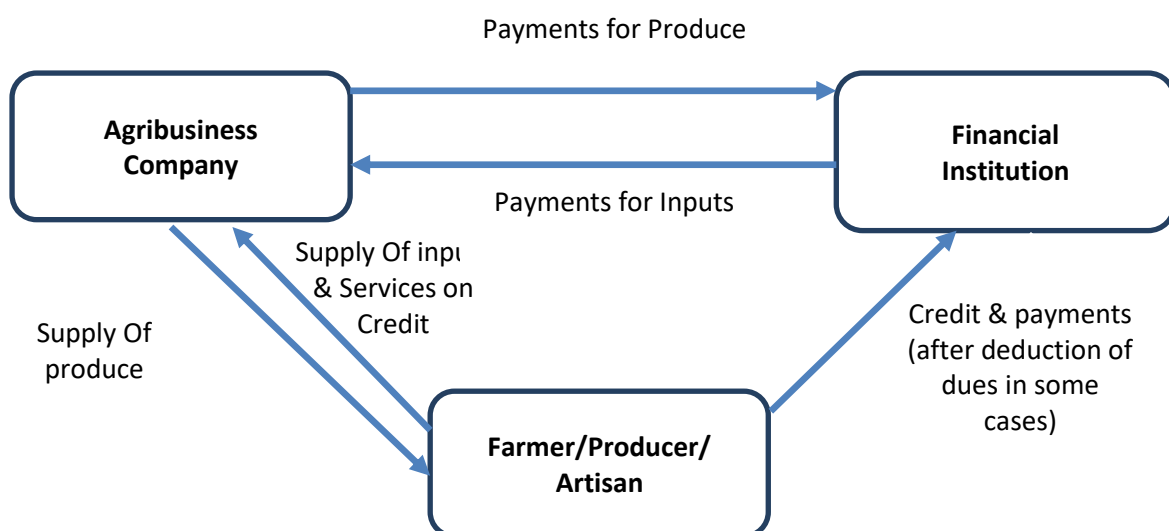 Payments for Produce
Agribusiness
Company
Financial
Institution
Payments for Inputs
Supply Of
& Services on
Credit
Supply Of
produce
Credit & payments
(after deduction of
dues in some
cases)
Farmer/Producer/
Artisan